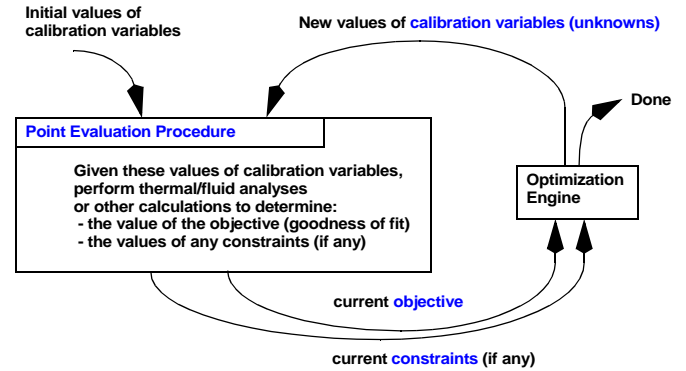 Initial values of
calibration variables
New values of calibration variables (unknowns)
Done
Point Evaluation Procedure
Given these values of calibration variables,
perform thermal/fluid analyses
or other calculations to determine:
- the value of the objective (goodness of fit)
- the values of any constraints (if any)
Optimization
Engine
current objective
current constraints (if any)